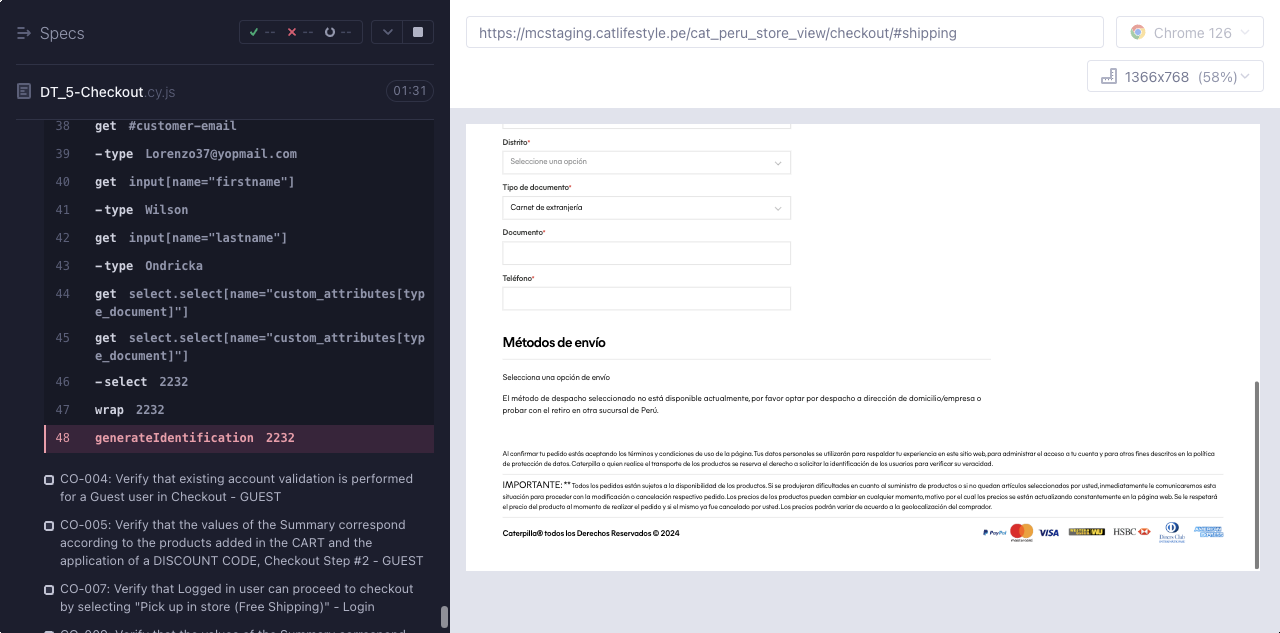 Specs
-- -- --
DT_5-Checkout.cy.js
01:31
38 get #customer-email
39 -type Lorenzo37@yopmail.com
40 get input[name="firstname"]
41 -type Wilson
42 get input[name="lastname"]
43 -type Ondricka
44 get select.select[name="custom_attributes[typ
e_document]"]
45 get select.select[name="custom_attributes[typ
e_document]"]
46 -select 2232
47 wrap 2232
48 generateIdentification 2232
CO-004: Verify that existing account validation is performed
for a Guest user in Checkout - GUEST
CO-005: Verify that the values of the Summary correspond
according to the products added in the CART and the
application of a DISCOUNT CODE, Checkout Step #2 - GUEST
CO-007: Verify that Logged in user can proceed to checkout
by selecting "Pick up in store (Free Shipping)" - Login
https://mcstaging.catlifestyle.pe/cat_peru_store_view/checkout/#shipping
Chrome 126
1366x768 (58%)
Distrito*
Seleccione una opción
Tipo de documento*
Carnet de extranjería
Documento*
Teléfono*
Métodos de envío
Selecciona una opción de envío
El método de despacho seleccionado no está disponible actualmente, por favor optar por despacho a dirección de domicilio/empresa o
probar con el retiro en otra sucursal de Perú.
Al confirmar tu pedido estás aceptando los términos y condiciones de uso de la página. Tus datos personales se utilizarán para respaldar tu experiencia en este sitio web, para administrar el acceso a tu cuenta y para otros fines descritos en la política
de protección de datos. Caterpilla o quien realice el transporte de los productos se reserva el derecho a solicitar la identificación de los usuarios para verificar su veracidad.
IMPORTANTE: ** Todos los pedidos están sujetos a la disponibilidad de los productos. Si se produjeran dificultades en cuanto al suministro de productos o si no quedan artículos seleccionados por usted, inmediatamente le comunicaremos esta
situación para proceder con la modificación o cancelación respectivo pedido. Los precios de los productos pueden cambiar en cualquier momento, motivo por el cual los precios se están actualizando constantemente en la página web. Se le respetará
el precio del producto al momento de realizar el pedido y si el mismo ya fue cancelado por usted. Los precios podrán variar de acuerdo a la geolocalización del comprador.
Caterpilla® todos los Derechos Reservados © 2024
PayPal mastercard VISA WU HSBC Diners Club INTERNATIONAL AMERICAN EXPRESS